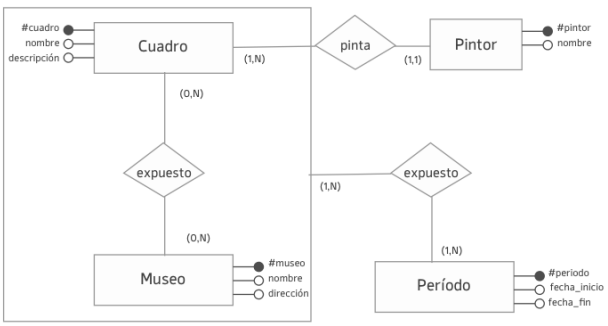 #cuadro
nombre
descripción
Cuadro
(1,N)
pinta
(1,1)
Pintor
#pintor
nombre
(0,N)
expuesto
(0,N)
Museo
#museo
nombre
dirección
(1,N)
expuesto
(1,N)
Período
#periodo
fecha_inicio
fecha_fin